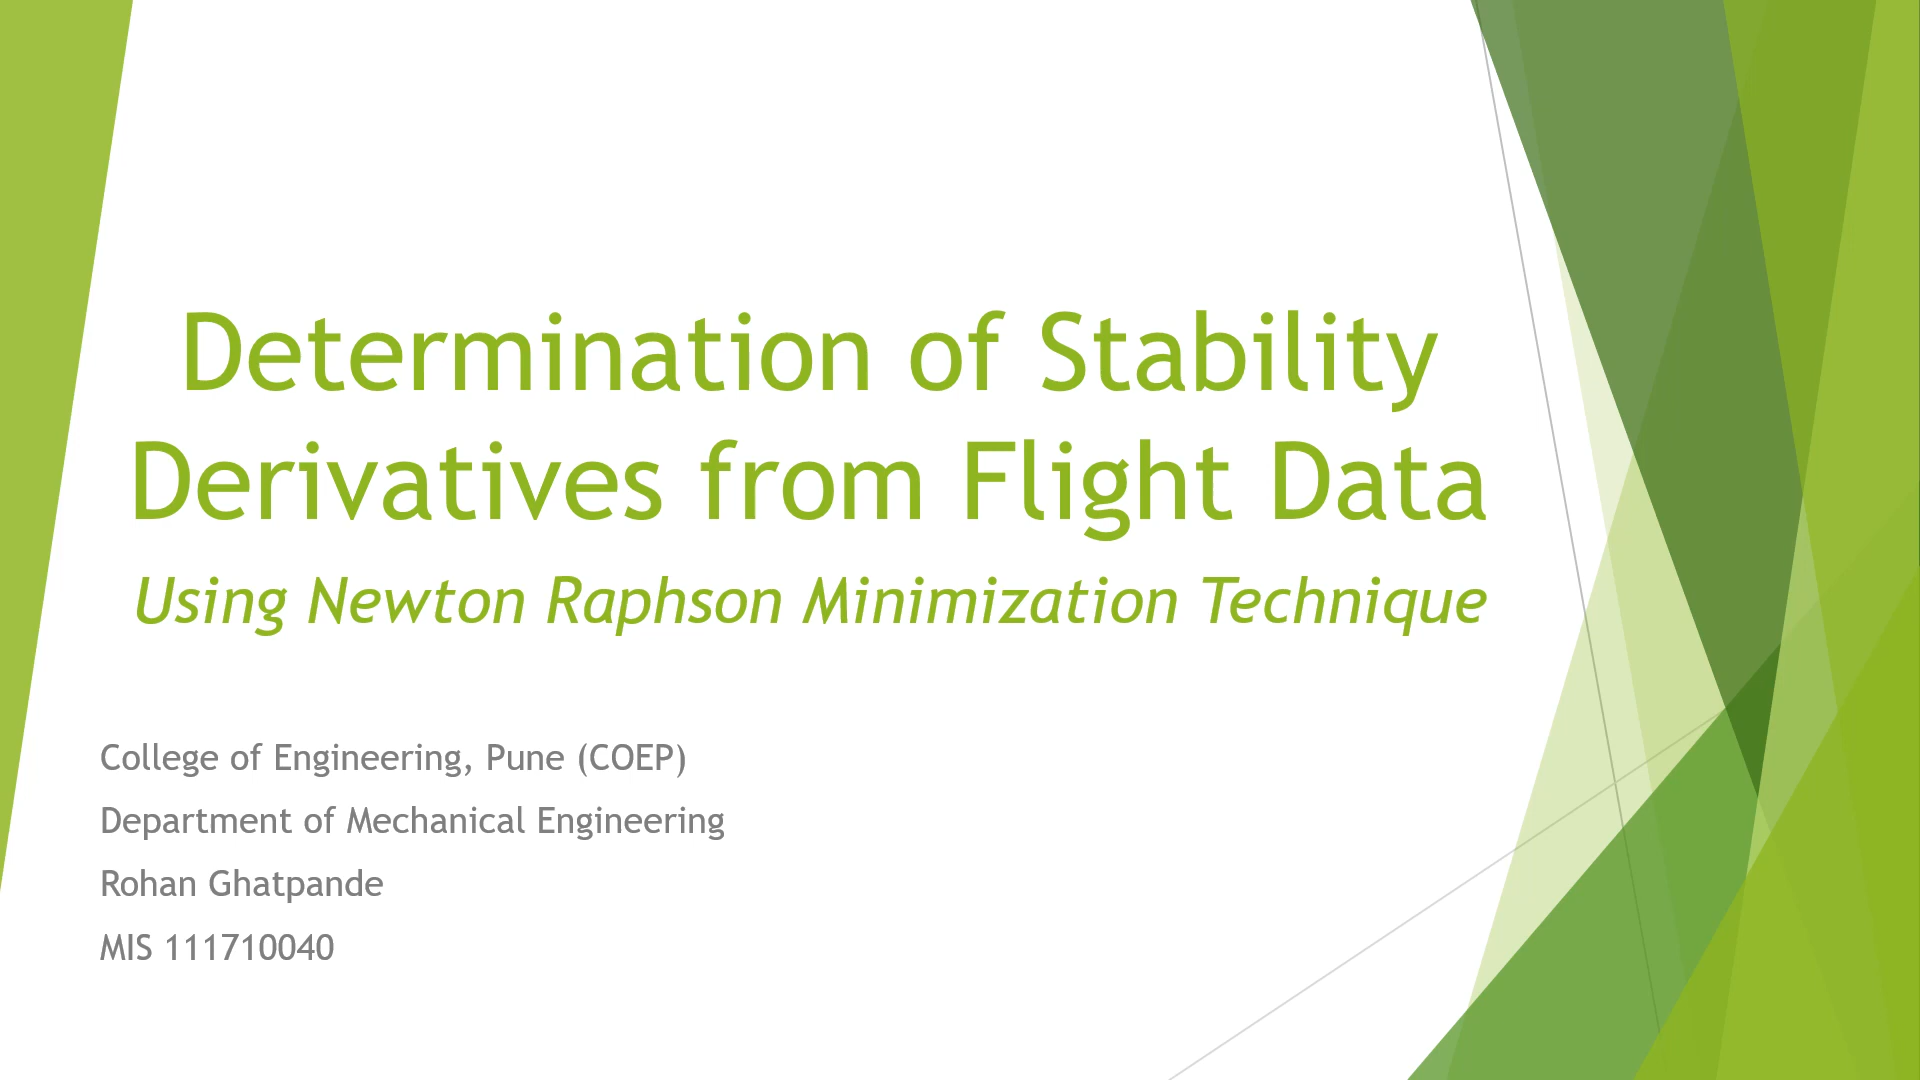 Determination of Stability
Derivatives from Flight Data
Using Newton Raphson Minimization Technique
College of Engineering, Pune (COEP)
Department of Mechanical Engineering
Rohan Ghatpande
MIS 111710040